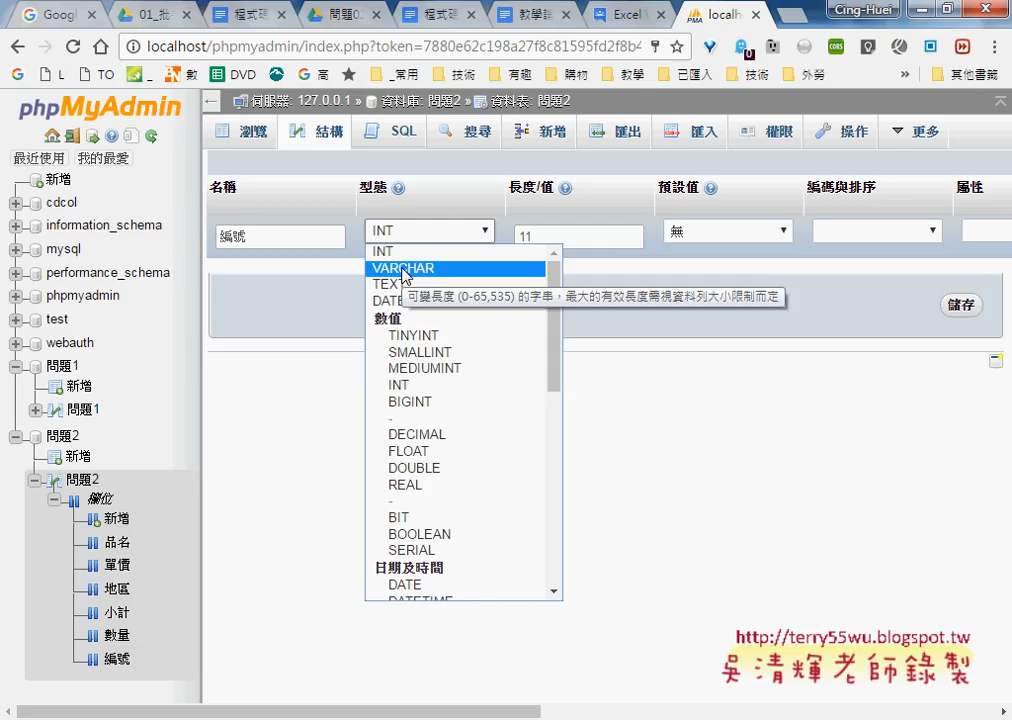 Googl
01_批
程式碼
問題02
程式碼
教學論
Excel M
localh
Cing-Huei
localhost/phpmyadmin/index.php?token=7880e62c198a27f8c81595fd2f8b4
L
TO
數
DVD
高
_常用
技術
有趣
購物
教學
已匯入
技術
外勞
»
其他書籤
phpMyAdmin
最近使用 我的最愛
新增
cdcol
information_schema
mysql
performance_schema
phpmyadmin
test
webauth
問題1
新增
問題1
問題2
新增
問題2
欄位
新增
品名
單價
地區
小計
數量
編號
伺服器: 127.0.0.1 » 資料庫: 問題2 » 資料表: 問題2
瀏覽 結構 SQL 搜尋 新增 匯出 匯入 權限 操作 更多
名稱 型態 長度/值 預設值 編碼與排序 屬性
編號 INT 11 無
INT
VARCHAR
TEXT
DATE
可變長度 (0-65,535) 的字串，最大的有效長度需視資料列大小限制而定
數值
TINYINT
SMALLINT
MEDIUMINT
INT
BIGINT
-
DECIMAL
FLOAT
DOUBLE
REAL
-
BIT
BOOLEAN
SERIAL
日期及時間
DATE
DATETIME
儲存
http://terry55wu.blogspot.tw
吳清輝老師錄製